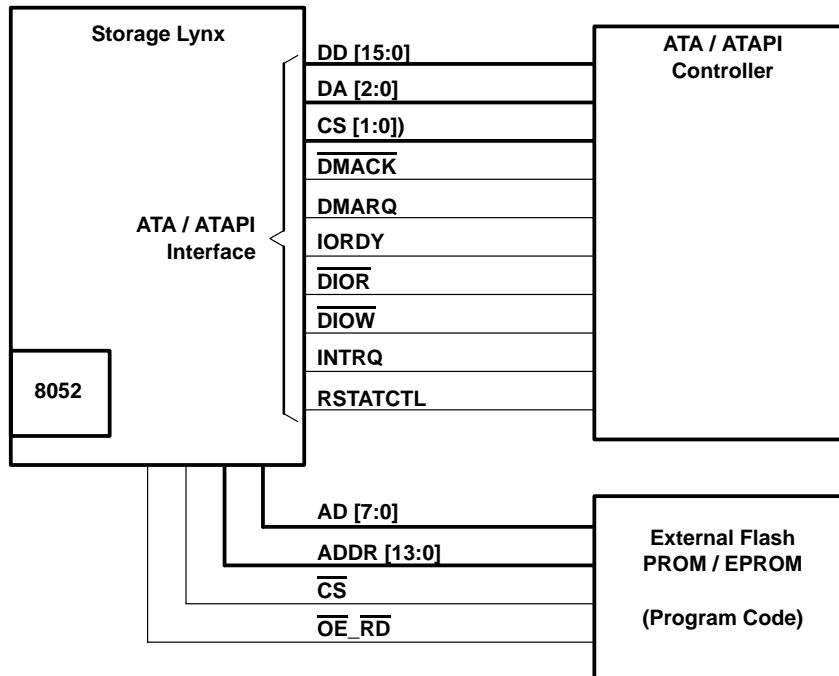 Storage Lynx
ATA / ATAPI
Interface
8052
DD [15:0]
DA [2:0]
CS [1:0])
DMACK
DMARQ
IORDY
DIOR
DIOW
INTRQ
RSTATCTL
ATA / ATAPI
Controller
AD [7:0]
ADDR [13:0]
CS
OE_RD
External Flash
PROM / EPROM
(Program Code)